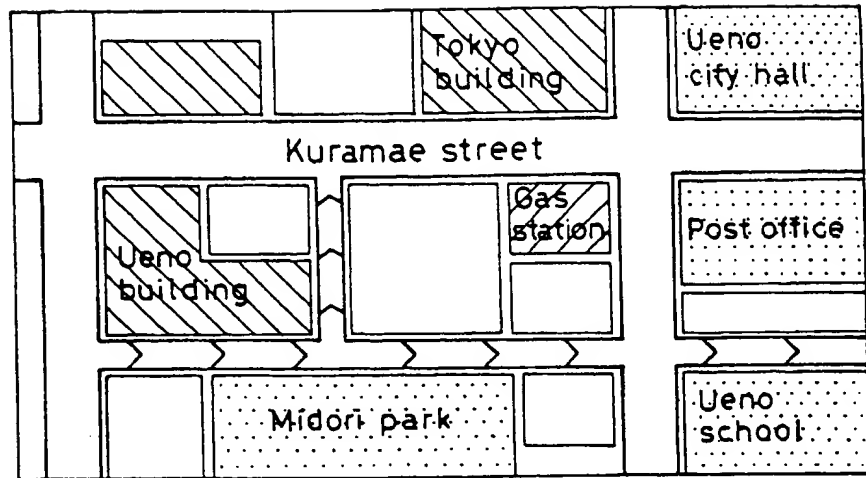 Tokyo
building
Ueno
city hall
Kuramae street
Ueno
building
Gas
station
Post office
Midori park
Ueno
school